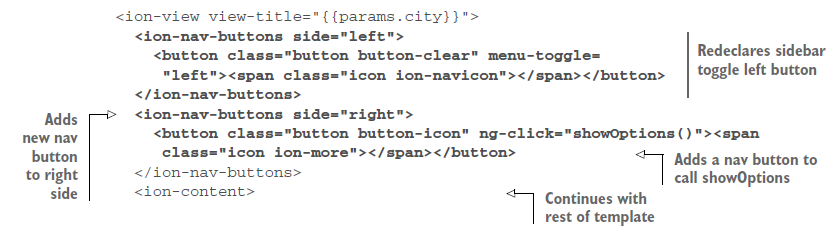 <ion-view view-title="{{params.city}}">
<ion-nav-buttons side="left">
<button class="button button-clear" menu-toggle=
"left"><span class="icon ion-navicon"></span></button>
</ion-nav-buttons>
Redeclares sidebar
toggle left button
<ion-nav-buttons side="right">
<button class="button button-icon" ng-click="showOptions()"><span
class="icon ion-more"></span></button>
</ion-nav-buttons>
<ion-content>
Adds
new nav
button
to right
side
Adds a nav button to
call showOptions
Continues with
rest of template